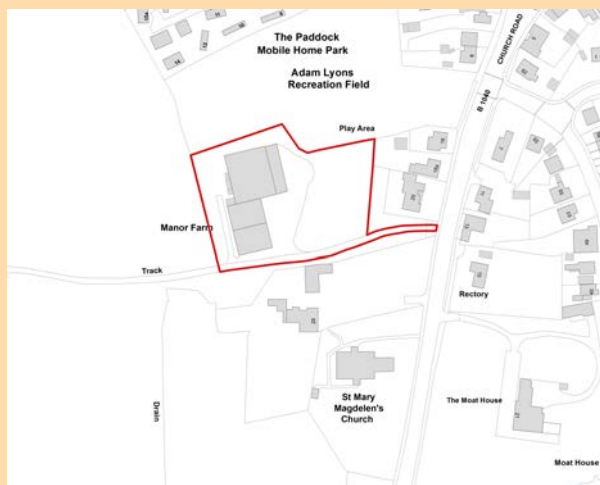 The Paddock
Mobile Home Park
Adam Lyons
Recreation Field
CHURCH ROAD
B 1040
Play Area
Manor Farm
Track
Rectory
St Mary
Magdelen's
Church
The Moat House
Moat House
Drain